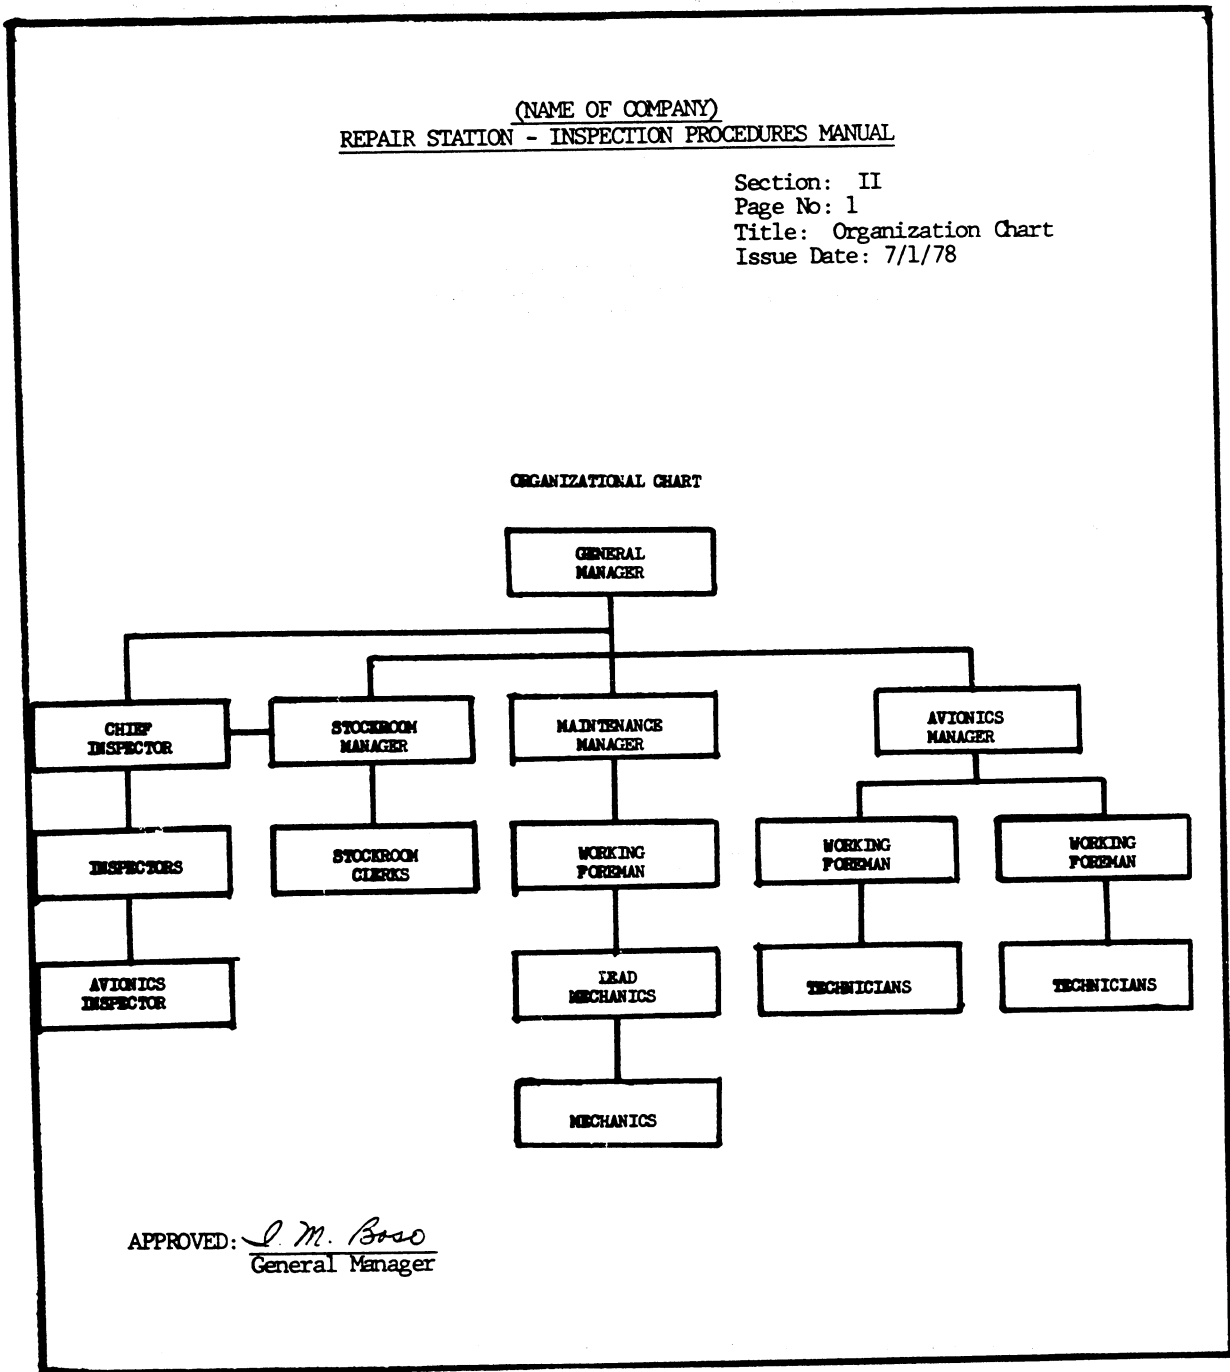 (NAME OF COMPANY)
REPAIR STATION - INSPECTION PROCEDURES MANUAL
Section: II
Page No: 1
Title: Organization Chart
Issue Date: 7/1/78
ORGANIZATIONAL CHART
GENERAL
MANAGER
CHIEF
INSPECTOR
STOCKROOM
MANAGER
MAINTENANCE
MANAGER
AVIONICS
MANAGER
INSPECTORS
STOCKROOM
CLERKS
WORKING
FOREMAN
WORKING
FOREMAN
WORKING
FOREMAN
AVIONICS
INSPECTOR
LEAD
MECHANICS
TECHNICIANS
TECHNICIANS
MECHANICS
APPROVED: I. M. Boso
General Manager